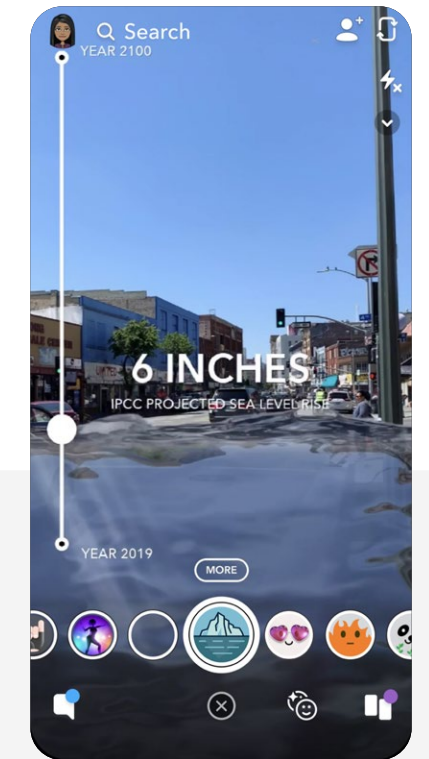 Search
YEAR 2100
6 INCHES
IPCC PROJECTED SEA LEVEL RISE
YEAR 2019
MORE